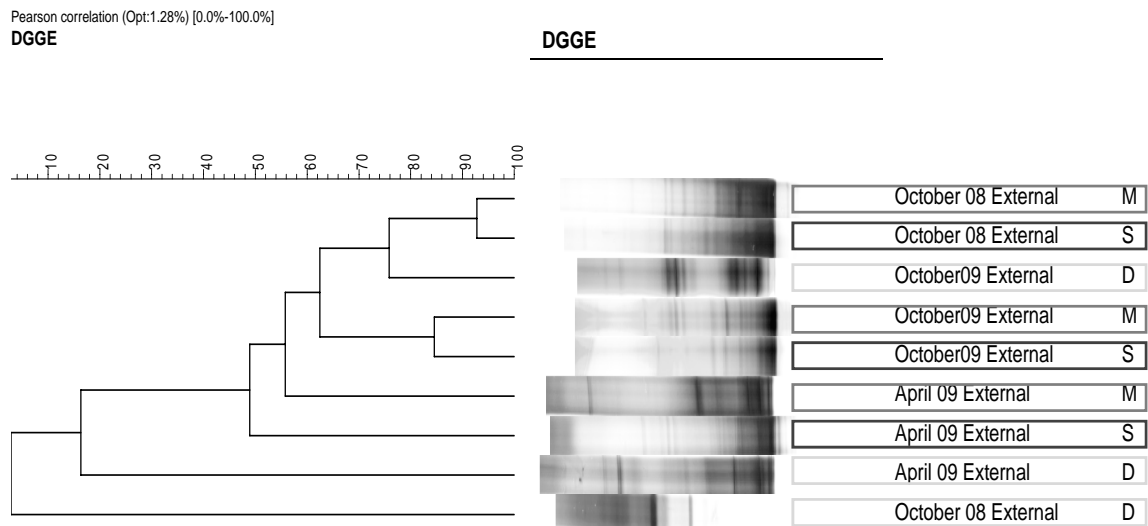 Pearson correlation (Opt:1.28%) [0.0%-100.0%]
DGGE
DGGE
10 20 30 40 50 60 70 80 90 100
October 08 External M
October 08 External S
October09 External D
October09 External M
October09 External S
April 09 External M
April 09 External S
April 09 External D
October 08 External D